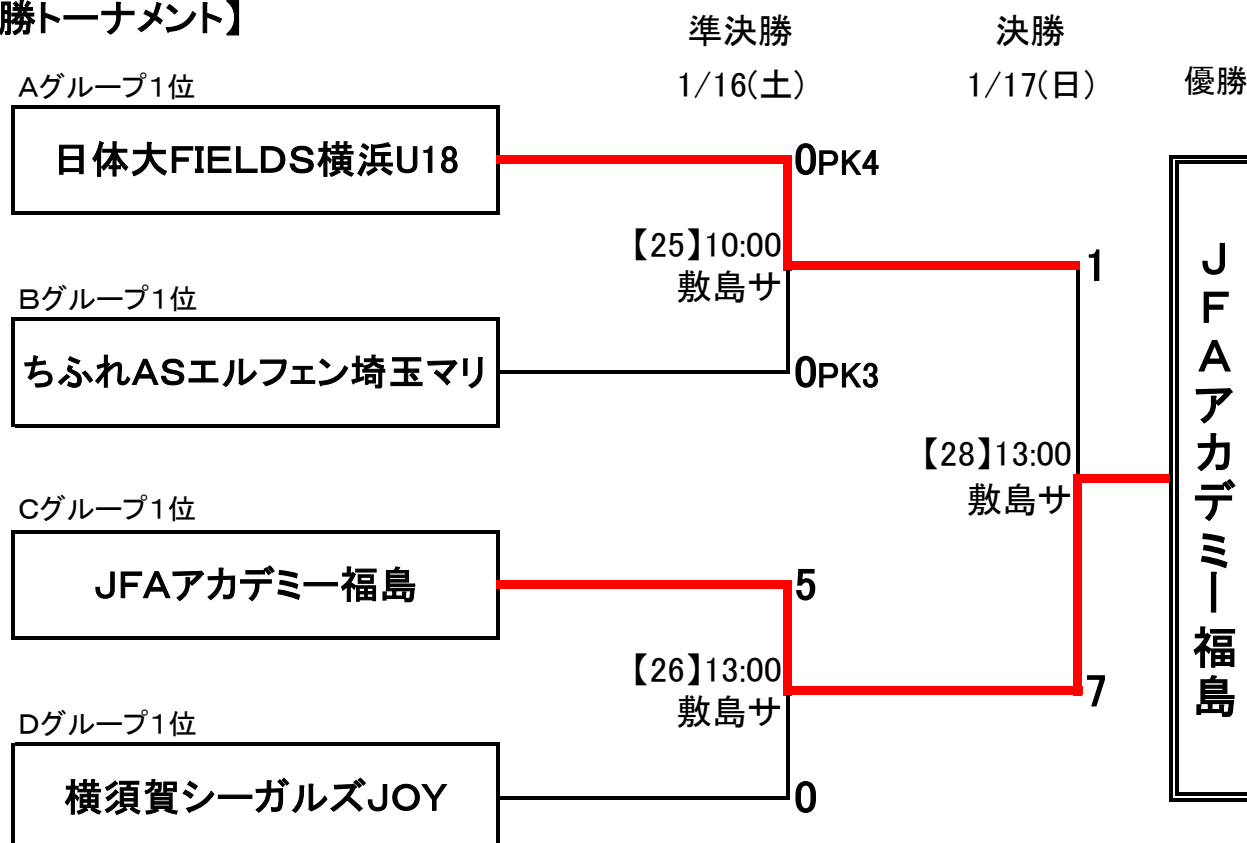 勝トーナメント】
準決勝
決勝
1/16(土)
1/17(日)
優勝
Aグループ1位
日体大FIELDS横浜U18
0PK4
【25】10:00
敷島サ
1
Bグループ1位
ちふれASエルフェン埼玉マリ
0PK3
【28】13:00
敷島サ
Cグループ1位
JFAアカデミー福島
5
【26】13:00
敷島サ
7
Dグループ1位
横須賀シーガルズJOY
0
JFAアカデミー福島